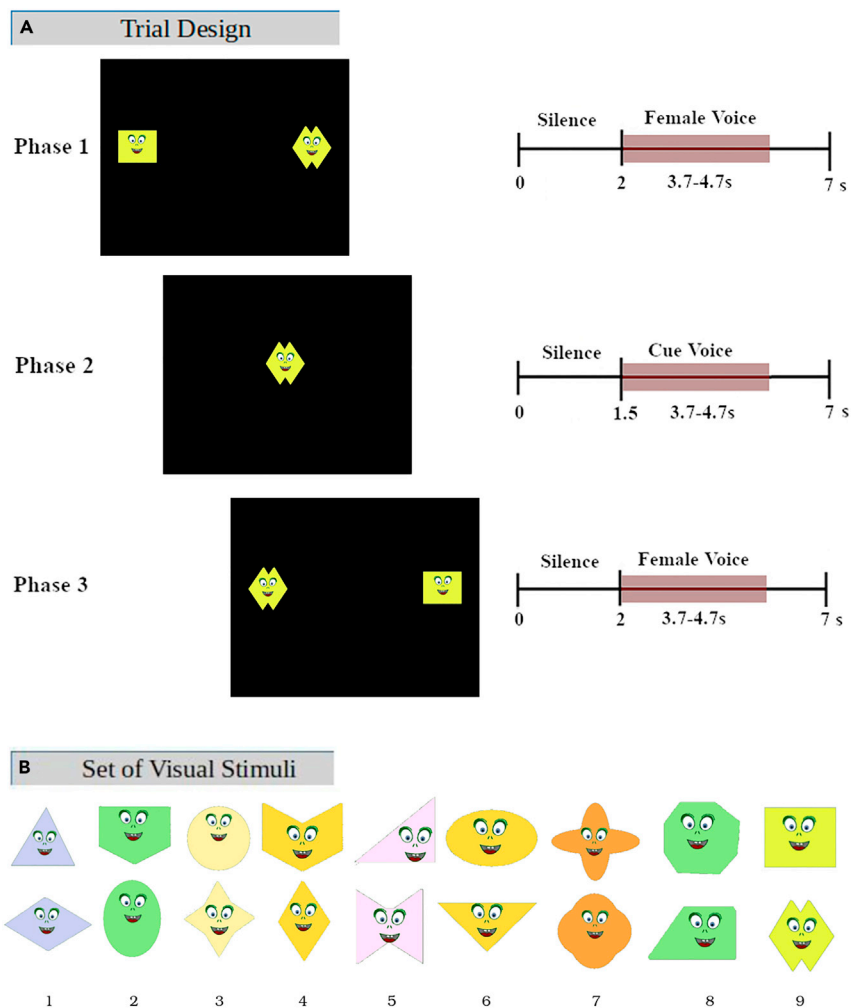 A Trial Design
Phase 1
Silence Female Voice
0 2 3.7-4.7s 7 s
Phase 2
Silence Cue Voice
0 1.5 3.7-4.7s 7 s
Phase 3
Silence Female Voice
0 2 3.7-4.7s 7 s
B Set of Visual Stimuli
1 2 3 4 5 6 7 8 9